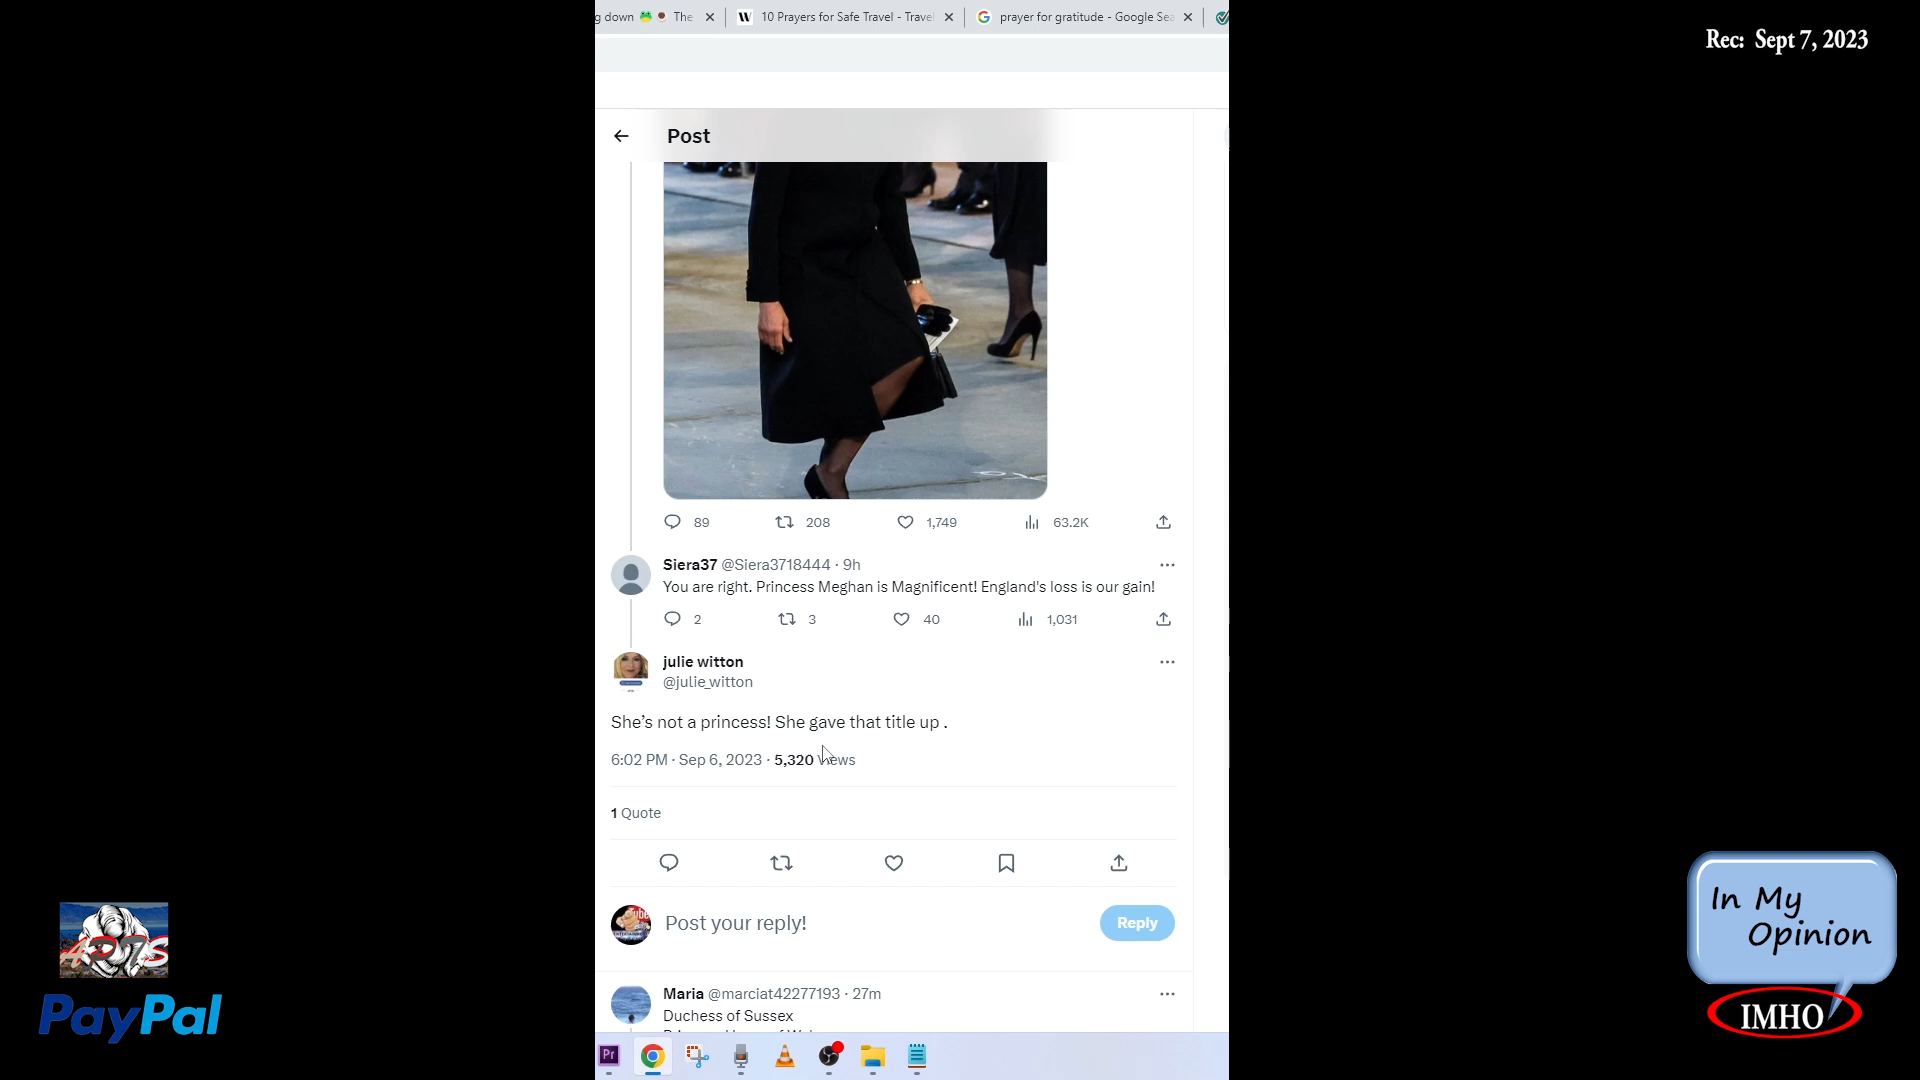 g down The
W 10 Prayers for Safe Travel - Travel
prayer for gratitude - Google Sea
Rec: Sept 7, 2023
Post
89 208 1,749 63.2K
Siera37 @Siera3718444 · 9h
You are right. Princess Meghan is Magnificent! England's loss is our gain!
2 3 40 1,031
julie witton
@julie_witton
She's not a princess! She gave that title up .
6:02 PM · Sep 6, 2023 · 5,320 Views
1 Quote
Post your reply!
Reply
Maria @marciat42277193 · 27m
Duchess of Sussex
Pr
PayPal
In My
Opinion
IMHO